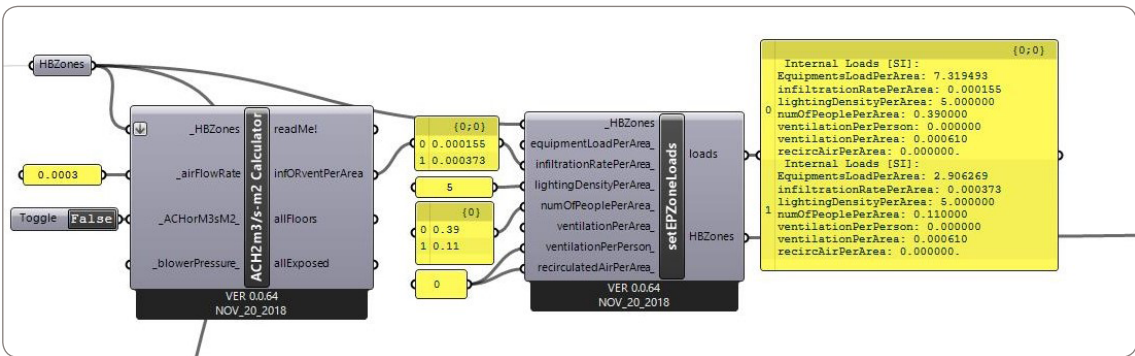 HBZones
0.0003
Toggle False
_HBZones
_airFlowRate
_ACHorM3sM2_
_blowerPressure_
ACH2m3/s-m2 Calculator
readMe!
infORventPerArea
allFloors
allExposed
VER 0.0.64
NOV_20_2018
{0;0}
0 0.000155
1 0.000373
5
{0}
0 0.39
1 0.11
0
_HBZones
equipmentLoadPerArea_
infiltrationRatePerArea_
lightingDensityPerArea_
numOfPeoplePerArea_
ventilationPerArea_
ventilationPerPerson_
recirculatedAirPerArea_
setEPZoneLoads
loads
HBZones
VER 0.0.64
NOV_20_2018
{0;0}
0
Internal Loads [SI]:
EquipmentsLoadPerArea: 7.319493
infiltrationRatePerArea: 0.000155
lightingDensityPerArea: 5.000000
numOfPeoplePerArea: 0.390000
ventilationPerPerson: 0.000000
ventilationPerArea: 0.000610
recircAirPerArea: 0.000000.
1
Internal Loads [SI]:
EquipmentsLoadPerArea: 2.906269
infiltrationRatePerArea: 0.000373
lightingDensityPerArea: 5.000000
numOfPeoplePerArea: 0.110000
ventilationPerPerson: 0.000000
ventilationPerArea: 0.000610
recircAirPerArea: 0.000000.